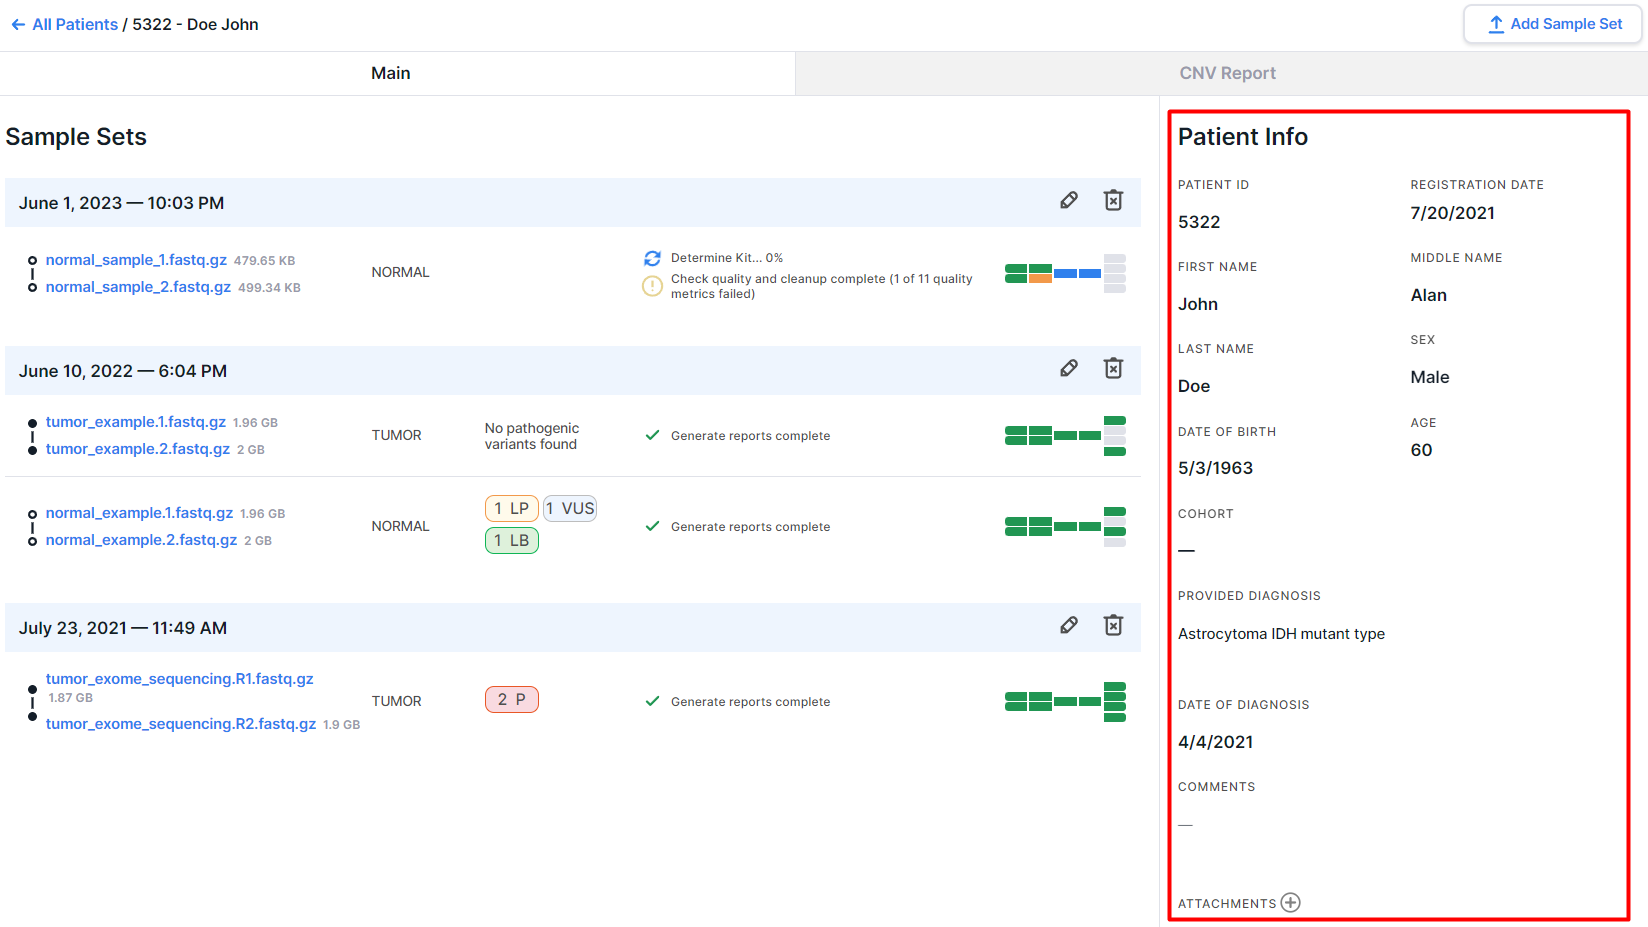 ← All Patients / 5322 - Doe John
Add Sample Set
Main
CNV Report
Sample Sets
June 1, 2023 — 10:03 PM
normal_sample_1.fastq.gz 479.65 KB
normal_sample_2.fastq.gz 499.34 KB
NORMAL
Determine Kit... 0%
Check quality and cleanup complete (1 of 11 quality
metrics failed)
June 10, 2022 — 6:04 PM
tumor_example.1.fastq.gz 1.96 GB
tumor_example.2.fastq.gz 2 GB
TUMOR
No pathogenic
variants found
Generate reports complete
normal_example.1.fastq.gz 1.96 GB
normal_example.2.fastq.gz 2 GB
NORMAL
1 LP 1 VUS
1 LB
Generate reports complete
July 23, 2021 — 11:49 AM
tumor_exome_sequencing.R1.fastq.gz
1.87 GB
tumor_exome_sequencing.R2.fastq.gz 1.9 GB
TUMOR
2 P
Generate reports complete
Patient Info
PATIENT ID
5322
REGISTRATION DATE
7/20/2021
FIRST NAME
John
MIDDLE NAME
Alan
LAST NAME
Doe
SEX
Male
DATE OF BIRTH
5/3/1963
AGE
60
COHORT
—
PROVIDED DIAGNOSIS
Astrocytoma IDH mutant type
DATE OF DIAGNOSIS
4/4/2021
COMMENTS
—
ATTACHMENTS